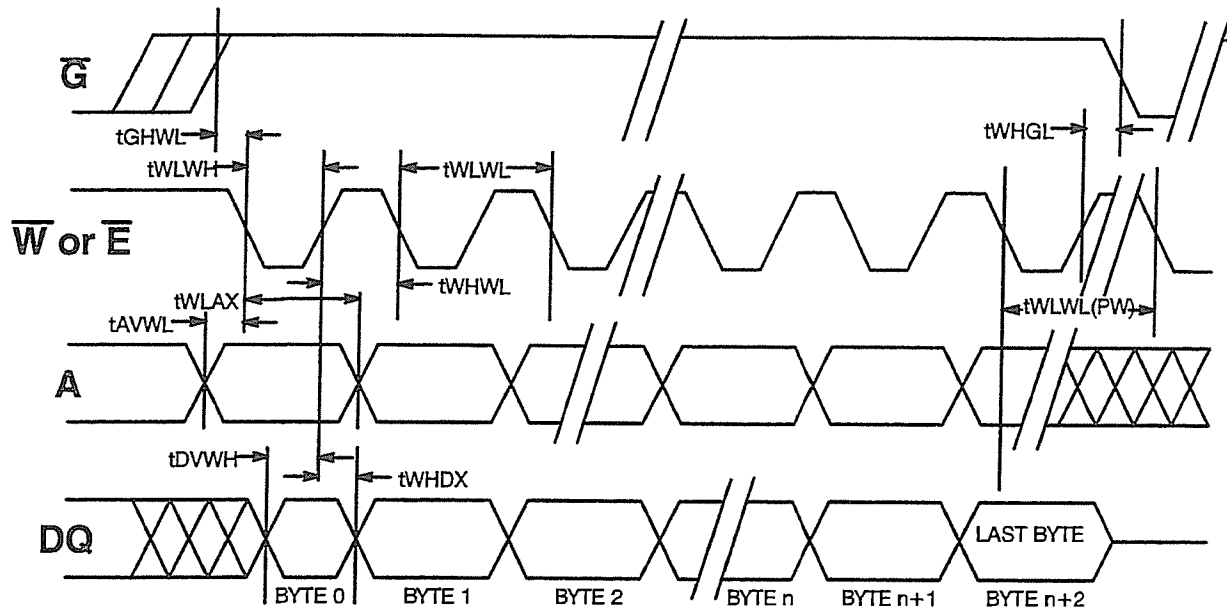 G̅
tGHWL
tWHGL
tWLWH
tWLWL
W̅ or E̅
tWHWL
tWLAX
tWLWL(PW)
tAVWL
A
tDVWH
tWHDX
DQ
LAST BYTE
BYTE 0
BYTE 1
BYTE 2
BYTE n
BYTE n+1
BYTE n+2